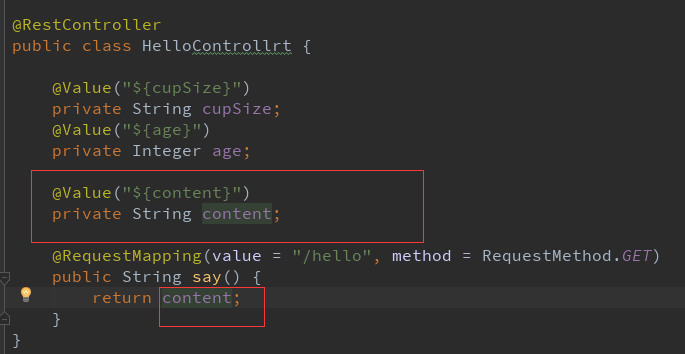 @RestController
public class HelloControllrt {
@Value("${cupSize}")
private String cupSize;
@Value("${age}")
private Integer age;
@Value("${content}")
private String content;
@RequestMapping(value = "/hello", method = RequestMethod.GET)
public String say() {
return content;
}
}